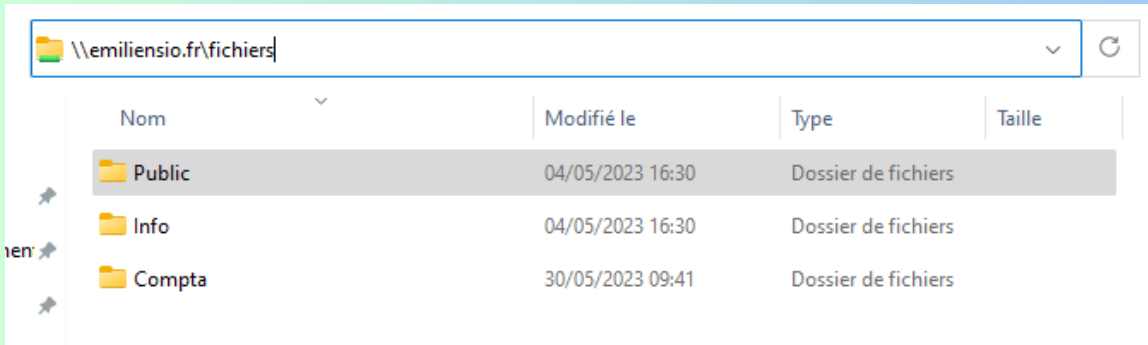 \\emiliensio.fr\fichiers
Nom Modifié le Type Taille
Public 04/05/2023 16:30 Dossier de fichiers
Info 04/05/2023 16:30 Dossier de fichiers
Compta 30/05/2023 09:41 Dossier de fichiers